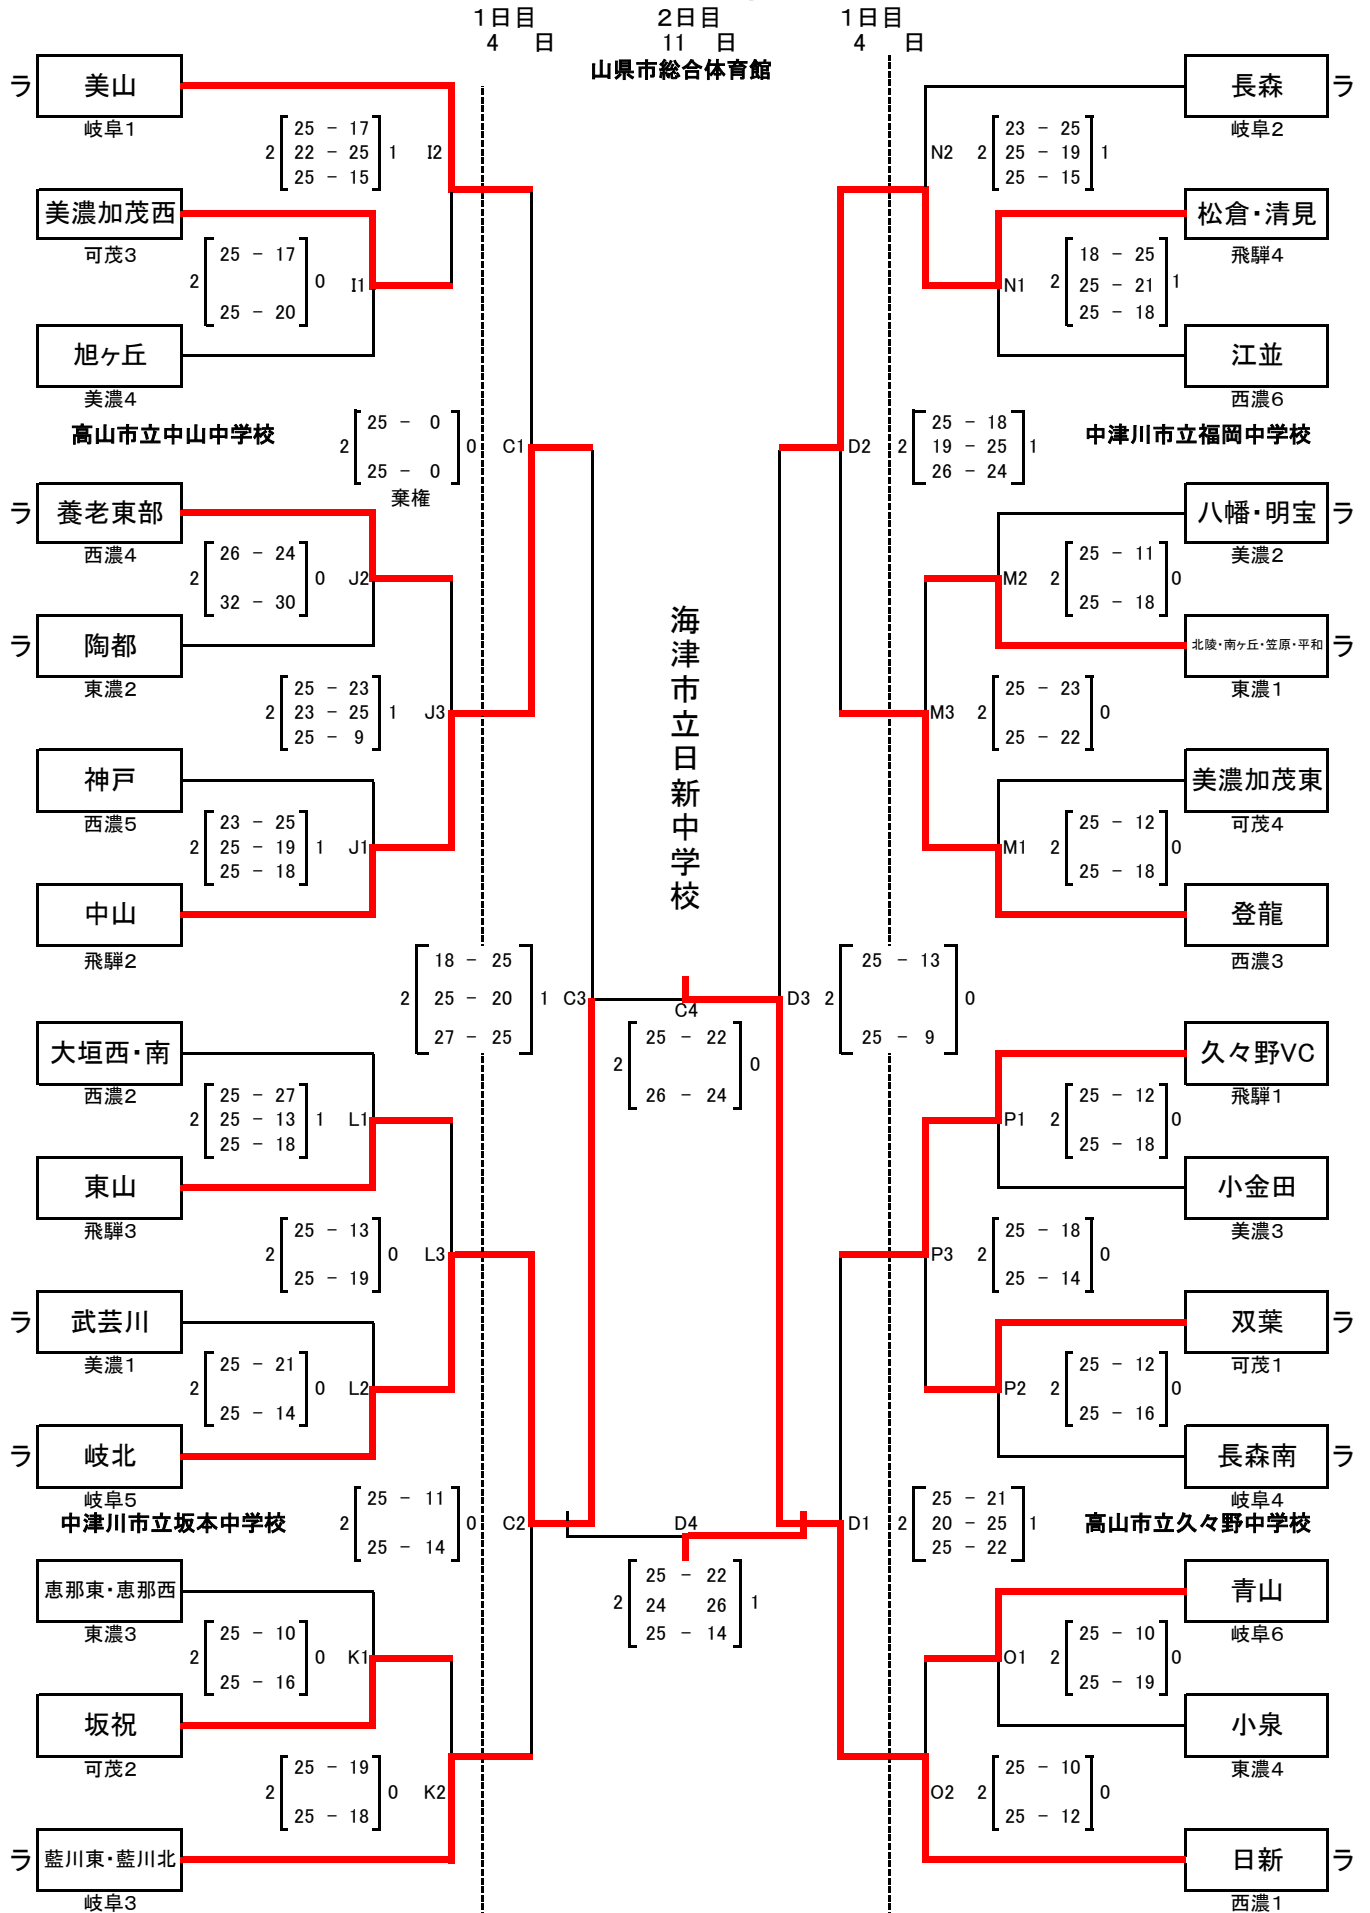 1日目 2日目 1日目
4 日 11 日 4 日
山県市総合体育館
ラ 美山
岐阜1
2 25 - 17 1 I2
22 - 25
25 - 15
美濃加茂西
可茂3
2 25 - 17 0 I1
25 - 20
旭ヶ丘
美濃4
高山市立中山中学校
2 25 - 0 0 C1
25 - 0
棄権
ラ 養老東部
西濃4
2 26 - 24 0 J2
32 - 30
ラ 陶都
東濃2
2 25 - 23 1 J3
23 - 25
25 - 9
神戸
西濃5
2 23 - 25 1 J1
25 - 19
25 - 18
中山
飛騨2
2 18 - 25 1 C3
25 - 20
27 - 25
大垣西・南
西濃2
2 25 - 27 1 L1
25 - 13
25 - 18
東山
飛騨3
2 25 - 13 0 L3
25 - 19
ラ 武芸川
美濃1
2 25 - 21 0 L2
25 - 14
ラ 岐北
岐阜5
中津川市立坂本中学校
2 25 - 11 0 C2
25 - 14
恵那東・恵那西
東濃3
2 25 - 10 0 K1
25 - 16
坂祝
可茂2
2 25 - 19 0 K2
25 - 18
ラ 藍川東・藍川北
岐阜3
海津市立日新中学校
C4
2 25 - 22 0
26 - 24
D4
2 25 - 22 1
24 26
25 - 14
長森 ラ
岐阜2
N2 2 23 - 25 1
25 - 19
25 - 15
松倉・清見
飛騨4
N1 2 18 - 25 1
25 - 21
25 - 18
江並
西濃6
D2 2 25 - 18 1
19 - 25
26 - 24
中津川市立福岡中学校
八幡・明宝 ラ
美濃2
M2 2 25 - 11 0
25 - 18
北陵・南ヶ丘・笠原・平和 ラ
東濃1
M3 2 25 - 23 0
25 - 22
美濃加茂東
可茂4
M1 2 25 - 12 0
25 - 18
登龍
西濃3
D3 2 25 - 13 0
25 - 9
久々野VC
飛騨1
P1 2 25 - 12 0
25 - 18
小金田
美濃3
P3 2 25 - 18 0
25 - 14
双葉 ラ
可茂1
P2 2 25 - 12 0
25 - 16
長森南 ラ
岐阜4
D1 2 25 - 21 1
20 - 25
25 - 22
高山市立久々野中学校
青山
岐阜6
O1 2 25 - 10 0
25 - 19
小泉
東濃4
O2 2 25 - 10 0
25 - 12
日新 ラ
西濃1